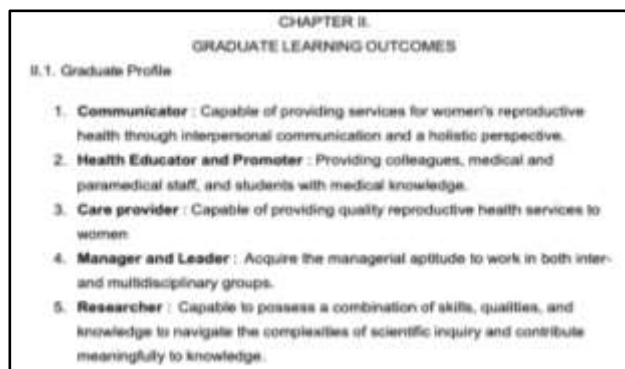 CHAPTER II.
GRADUATE LEARNING OUTCOMES
II.1. Graduate Profile
1. Communicator : Capable of providing services for women's reproductive
health through interpersonal communication and a holistic perspective.
2. Health Educator and Promoter : Providing colleagues, medical and
paramedical staff, and students with medical knowledge.
3. Care provider : Capable of providing quality reproductive health services to
women
4. Manager and Leader : Acquire the managerial aptitude to work in both inter-
and multidisciplinary groups.
5. Researcher : Capable to possess a combination of skills, qualities, and
knowledge to navigate the complexities of scientific inquiry and contribute
meaningfully to knowledge.